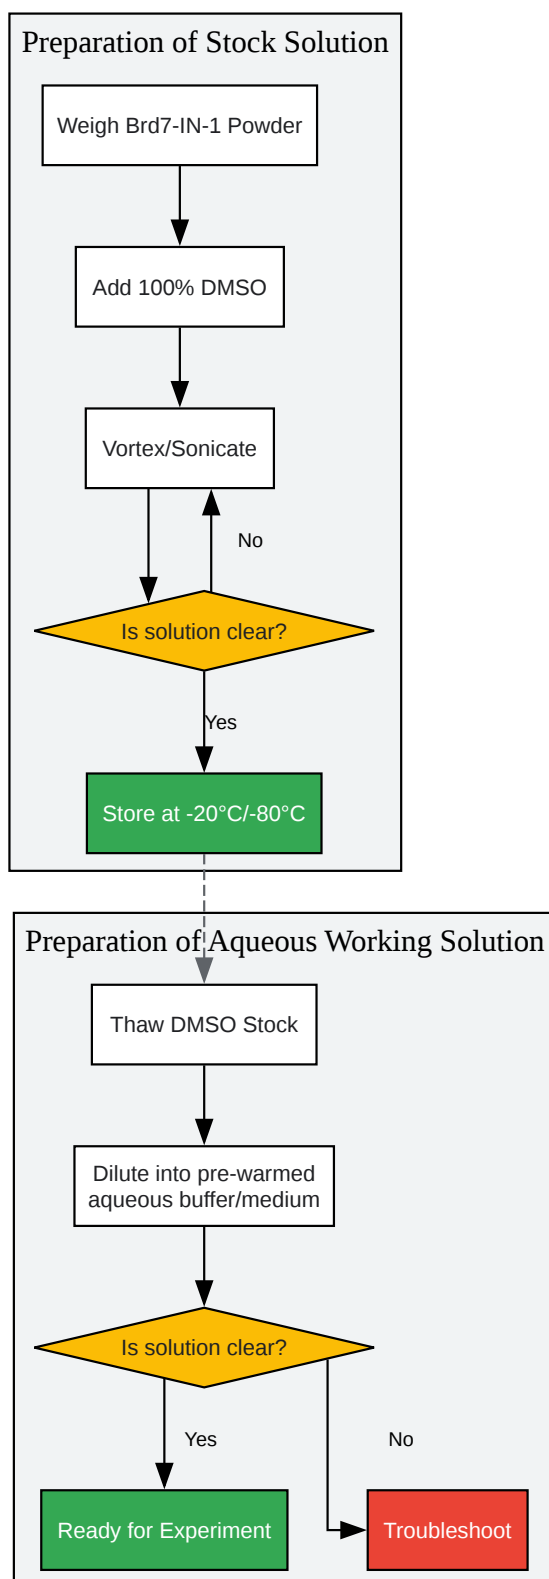 Preparation of Stock Solution
Weigh Brd7-IN-1 Powder
Add 100% DMSO
Vortex/Sonicate
No
Is solution clear?
Yes
Store at -20°C/-80°C
Preparation of Aqueous Working Solution
Thaw DMSO Stock
Dilute into pre-warmed
aqueous buffer/medium
Is solution clear?
Yes
No
Ready for Experiment
Troubleshoot